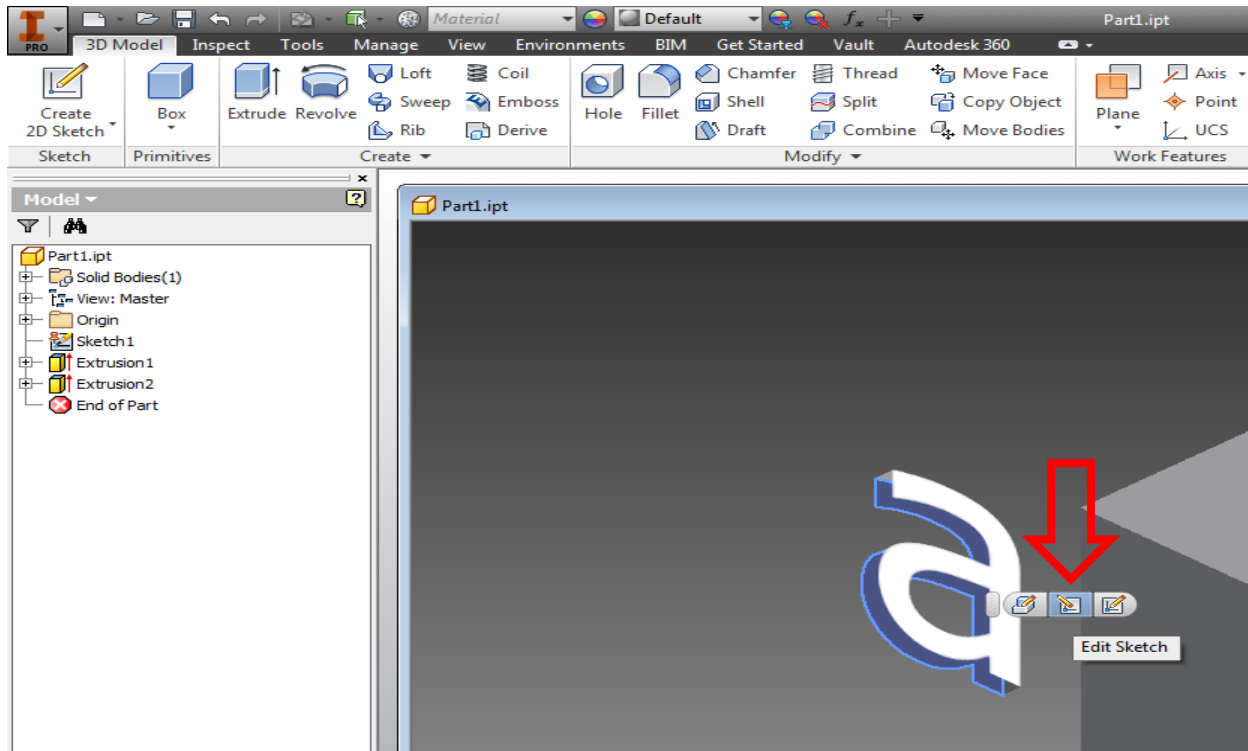 Material Default fx Part1.ipt
PRO 3D Model Inspect Tools Manage View Environments BIM Get Started Vault Autodesk 360
Loft Coil Chamfer Thread Move Face Axis
Create 2D Sketch Box Extrude Revolve Sweep Emboss Hole Fillet Shell Split Copy Object Plane Point
Rib Derive Draft Combine Move Bodies UCS
Sketch Primitives Create Modify Work Features
Model
Part1.ipt
Part1.ipt
Solid Bodies(1)
View: Master
Origin
Sketch1
Extrusion1
Extrusion2
End of Part
a
Edit Sketch